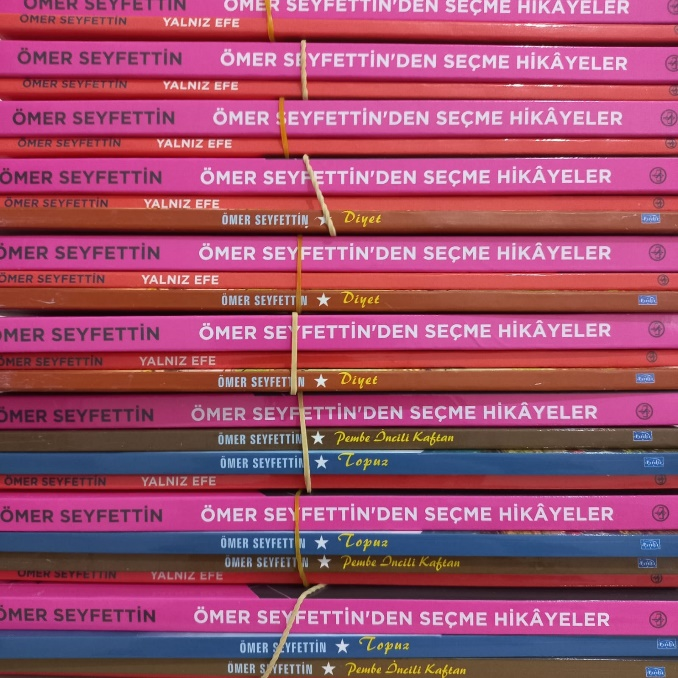 ÖMER SEYFETTİN ÖMER SEYFETTİN'DEN SEÇME HİKÂYELER
ÖMER SEYFETTİN YALNIZ EFE
ÖMER SEYFETTİN ÖMER SEYFETTİN'DEN SEÇME HİKÂYELER
ÖMER SEYFETTİN YALNIZ EFE
ÖMER SEYFETTİN ÖMER SEYFETTİN'DEN SEÇME HİKÂYELER
ÖMER SEYFETTİN YALNIZ EFE
ÖMER SEYFETTİN ÖMER SEYFETTİN'DEN SEÇME HİKÂYELER
ÖMER SEYFETTİN YALNIZ EFE
ÖMER SEYFETTİN Diyet
ÖMER SEYFETTİN ÖMER SEYFETTİN'DEN SEÇME HİKÂYELER
ÖMER SEYFETTİN YALNIZ EFE
ÖMER SEYFETTİN Diyet
ÖMER SEYFETTİN ÖMER SEYFETTİN'DEN SEÇME HİKÂYELER
ÖMER SEYFETTİN YALNIZ EFE
ÖMER SEYFETTİN Diyet
ÖMER SEYFETTİN ÖMER SEYFETTİN'DEN SEÇME HİKÂYELER
ÖMER SEYFETTİN Pembe İncili Kaftan
ÖMER SEYFETTİN Topuz
ÖMER SEYFETTİN YALNIZ EFE
ÖMER SEYFETTİN ÖMER SEYFETTİN'DEN SEÇME HİKÂYELER
ÖMER SEYFETTİN Topuz
ÖMER SEYFETTİN Pembe İncili Kaftan
ÖMER SEYFETTİN YALNIZ EFE
ÖMER SEYFETTİN ÖMER SEYFETTİN'DEN SEÇME HİKÂYELER
ÖMER SEYFETTİN Topuz
ÖMER SEYFETTİN Pembe İncili Kaftan